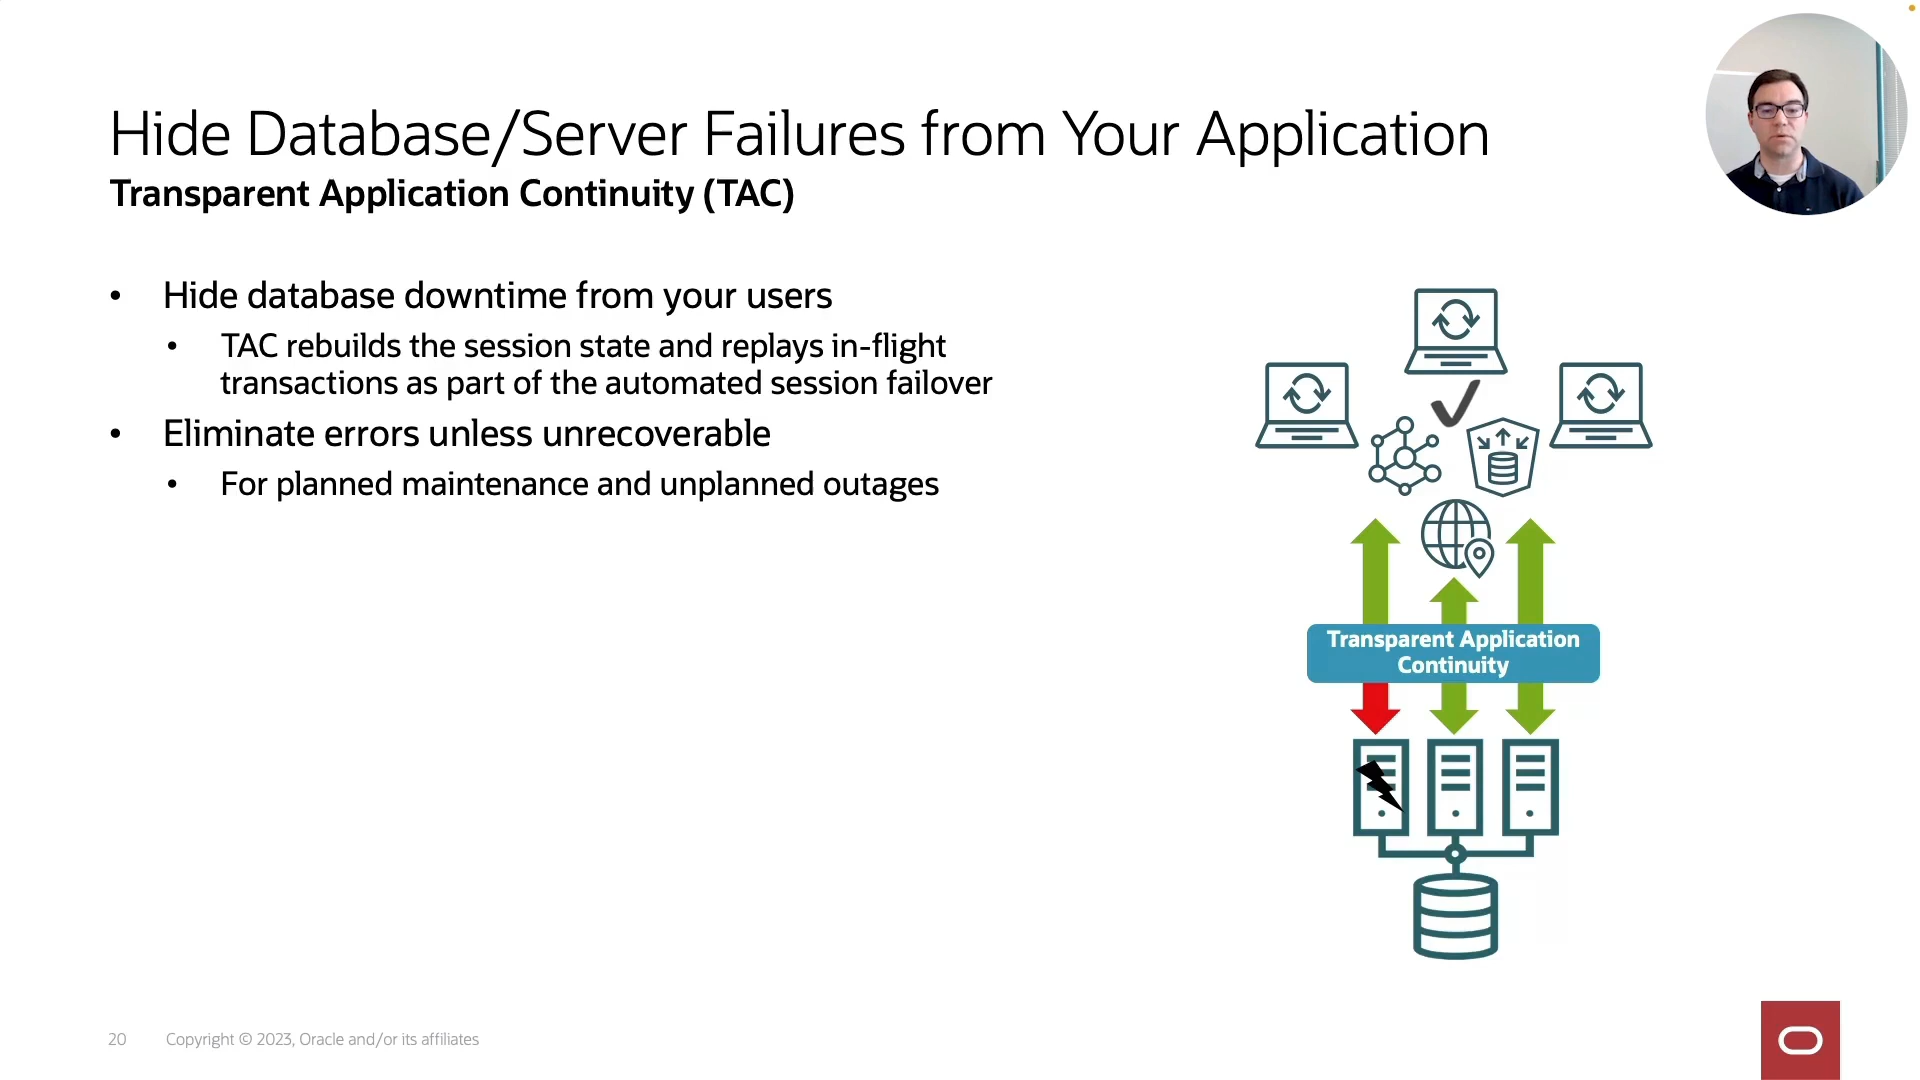 Hide Database/Server Failures from Your Application
Transparent Application Continuity (TAC)
• Hide database downtime from your users
• TAC rebuilds the session state and replays in-flight
transactions as part of the automated session failover
• Eliminate errors unless unrecoverable
• For planned maintenance and unplanned outages
Transparent Application
Continuity
20 Copyright © 2023, Oracle and/or its affiliates